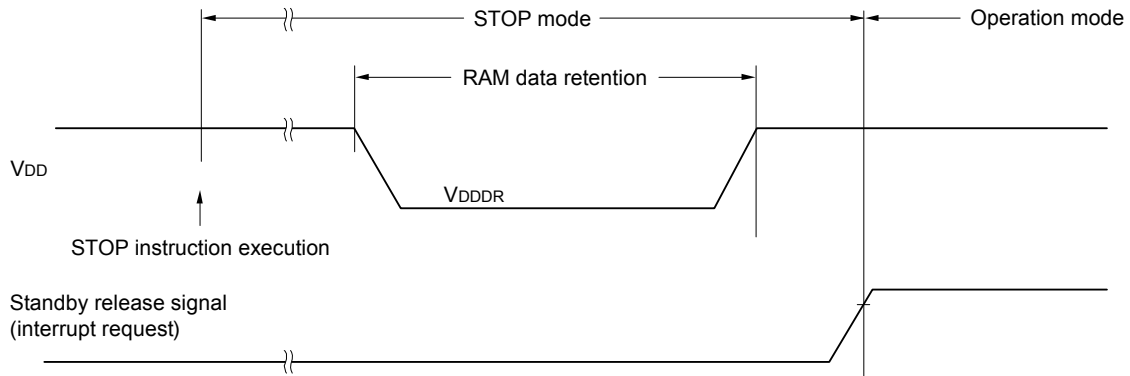 STOP mode
Operation mode
RAM data retention
VDD
VDDDR
STOP instruction execution
Standby release signal
(interrupt request)